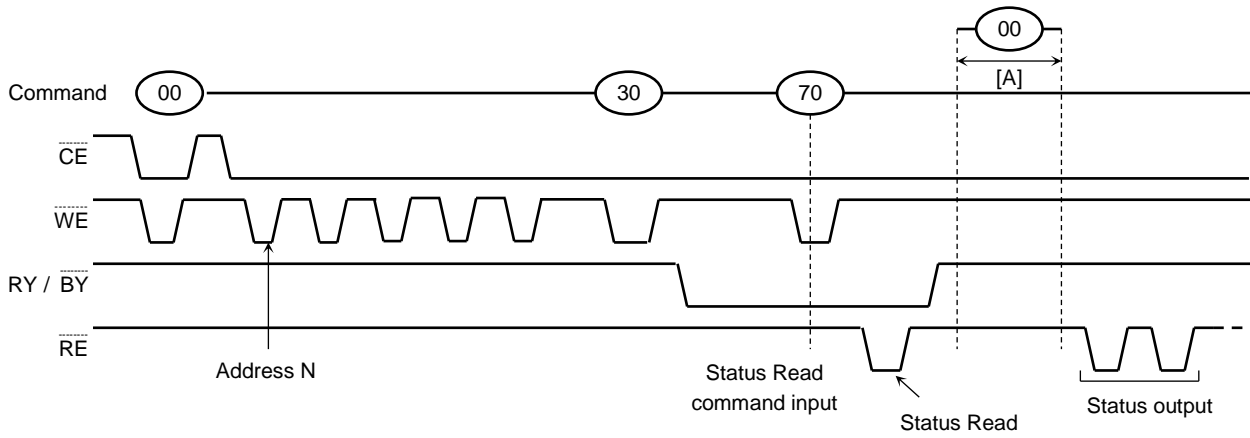 00
[A]
Command 00 30 70
CE
WE
RY / BY
RE
Address N
Status Read
command input
Status Read
Status output